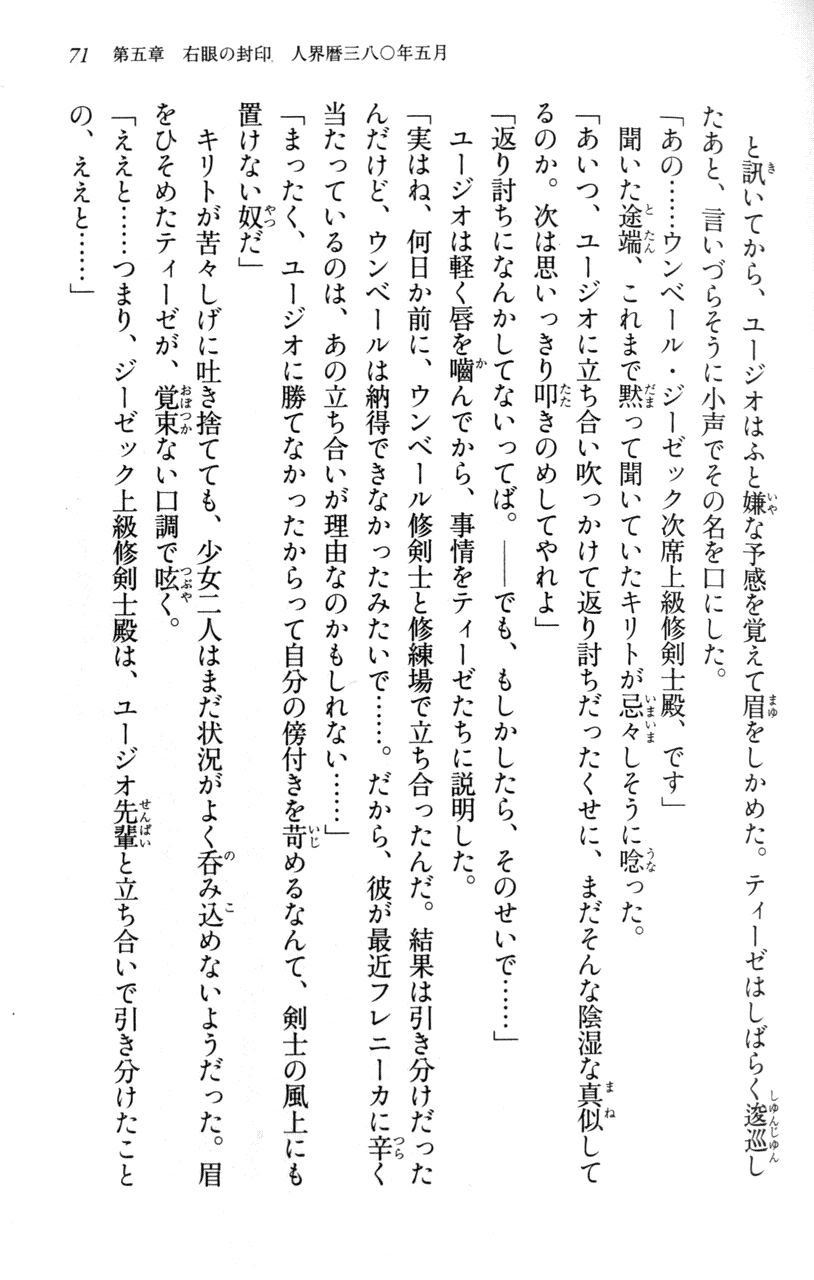 71　第五章　右眼の封印　人界暦三八〇年五月
と訊いてから、ユージオはふと嫌な予感を覚えて眉をしかめた。ティーゼはしばらく逡巡し
たあと、言いづらそうに小声でその名を口にした。
「あの……ウンベール・ジーゼック次席上級修剣士殿、です」
聞いた途端、これまで黙って聞いていたキリトが忌々しそうに唸った。
「あいつ、ユージオに立ち合い吹っかけて返り討ちだったくせに、まだそんな陰湿な真似して
るのか。次は思いっきり叩きのめしてやれよ」
「返り討ちになんかしてないってば。――でも、もしかしたら、そのせいで……」
ユージオは軽く唇を嚙んでから、事情をティーゼたちに説明した。
「実はね、何日か前に、ウンベール修剣士と修練場で立ち合ったんだ。結果は引き分けだった
んだけど、ウンベールは納得できなかったみたいで……。だから、彼が最近フレニーカに辛く
当たっているのは、あの立ち合いが理由なのかもしれない……」
「まったく、ユージオに勝てなかったからって自分の傍付きを苛めるなんて、剣士の風上にも
置けない奴だ」
キリトが苦々しげに吐き捨てても、少女二人はまだ状況がよく呑み込めないようだった。眉
をひそめたティーゼが、覚束ない口調で呟く。
「ええと……つまり、ジーゼック上級修剣士殿は、ユージオ先輩と立ち合いで引き分けたこと
の、ええと……」